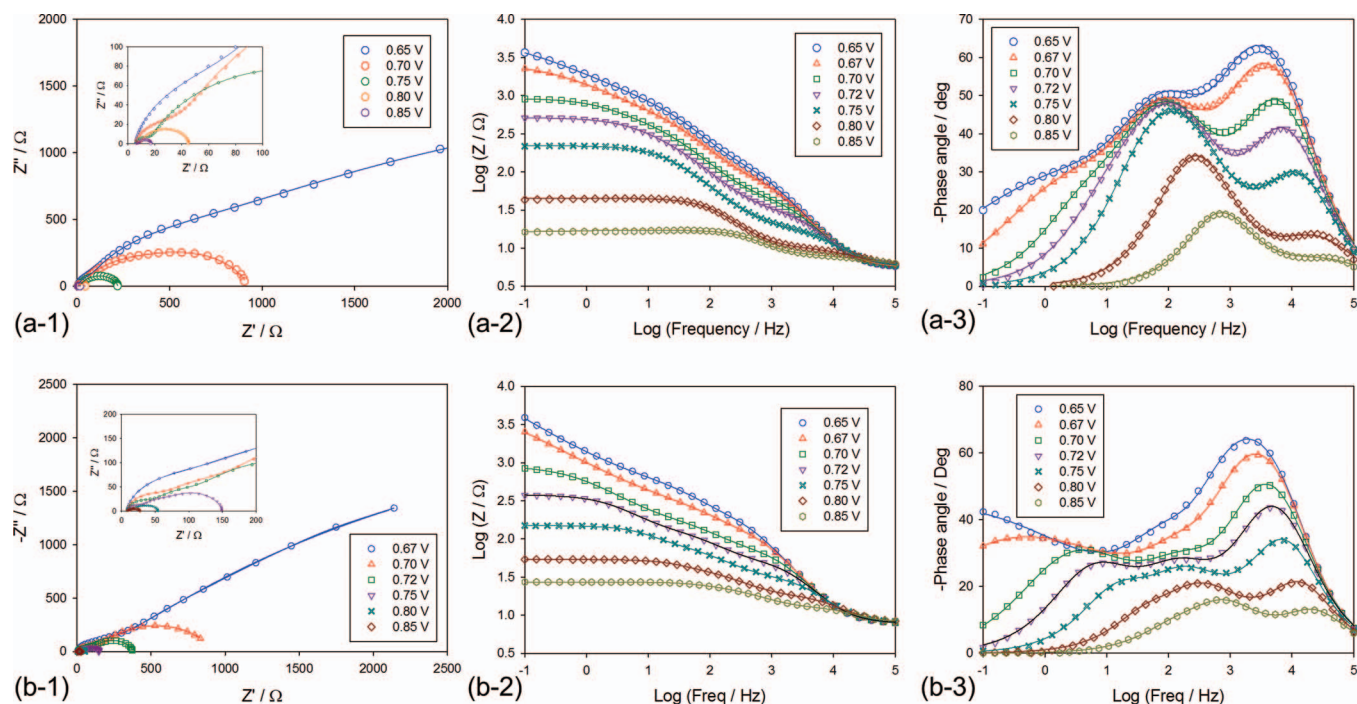 2000
1500
1000
500
0
Z'' / Ω
0 500 1000 1500 2000
Z' / Ω
100
80
60
40
20
0
Z'' / Ω
0 20 40 60 80 100
Z' / Ω
0.65 V
0.70 V
0.75 V
0.80 V
0.85 V
(a-1)
4.0
3.5
3.0
2.5
2.0
1.5
1.0
0.5
0.0
Log (Z / Ω)
-1 0 1 2 3 4 5
Log (Frequency / Hz)
0.65 V
0.67 V
0.70 V
0.72 V
0.75 V
0.80 V
0.85 V
(a-2)
70
60
50
40
30
20
10
0
-Phase angle / deg
-1 0 1 2 3 4 5
Log (Frequency / Hz)
0.65 V
0.67 V
0.70 V
0.72 V
0.75 V
0.80 V
0.85 V
(a-3)
2500
2000
1500
1000
500
0
-Z'' / Ω
0 500 1000 1500 2000 2500
Z' / Ω
200
150
100
50
0
Z'' / Ω
0 50 100 150 200
Z' / Ω
0.67 V
0.70 V
0.72 V
0.75 V
0.80 V
0.85 V
(b-1)
4.0
3.5
3.0
2.5
2.0
1.5
1.0
0.5
0.0
Log (Z / Ω)
-1 0 1 2 3 4 5
Log (Freq / Hz)
0.65 V
0.67 V
0.70 V
0.72 V
0.75 V
0.80 V
0.85 V
(b-2)
80
60
40
20
0
-Phase angle / Deg
-1 0 1 2 3 4 5
Log (Freq / Hz)
0.65 V
0.67 V
0.70 V
0.72 V
0.75 V
0.80 V
0.85 V
(b-3)